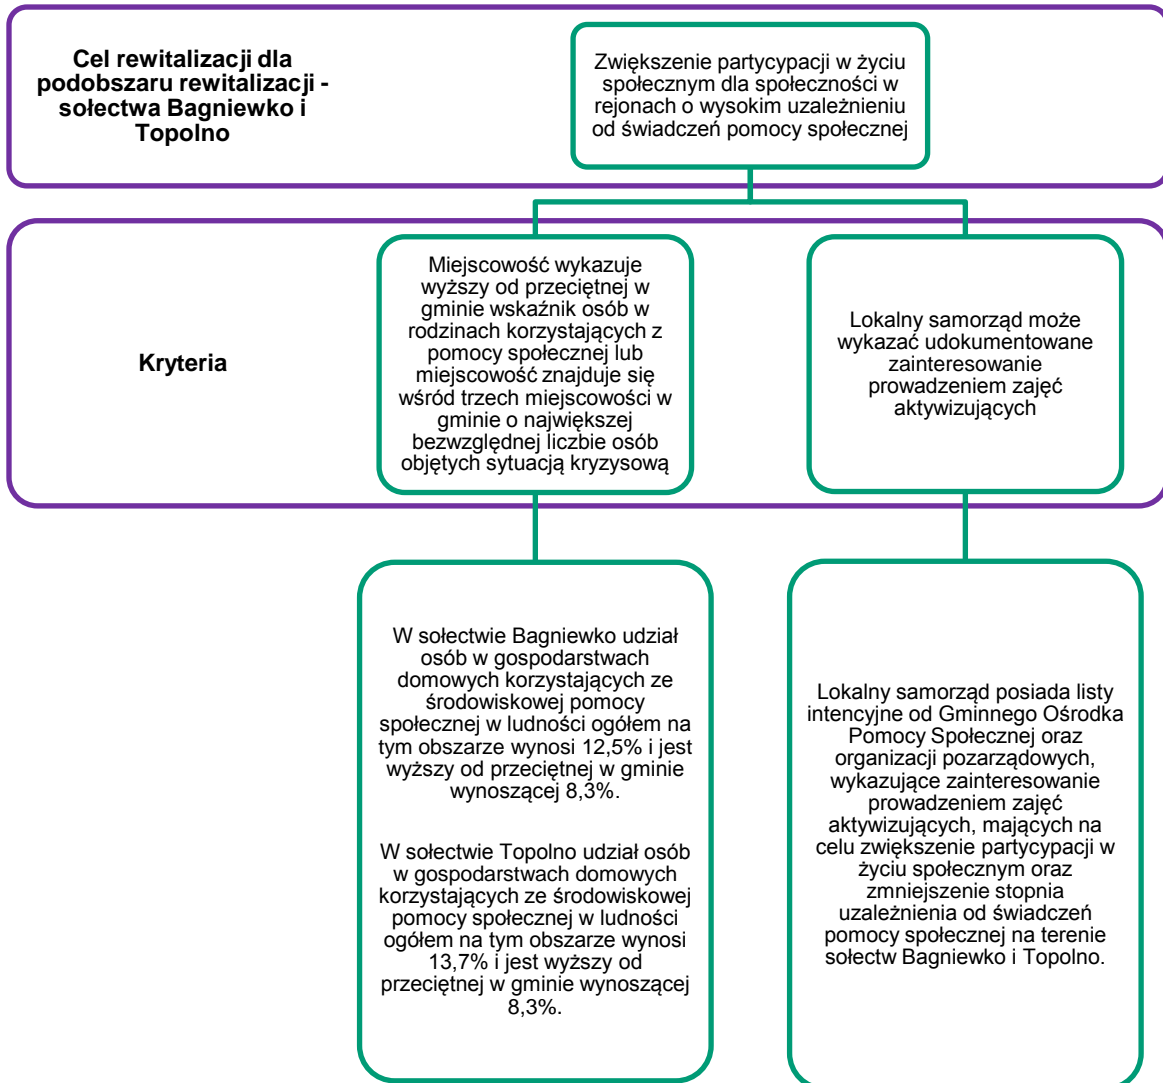 Cel rewitalizacji dla
podobszaru rewitalizacji -
sołectwa Bagniewko i
Topolno
Zwiększenie partycypacji w życiu
społecznym dla społeczności w
rejonach o wysokim uzależnieniu
od świadczeń pomocy społecznej
Kryteria
Miejscowość wykazuje
wyższy od przeciętnej w
gminie wskaźnik osób w
rodzinach korzystających z
pomocy społecznej lub
miejscowość znajduje się
wśród trzech miejscowości w
gminie o największej
bezwzględnej liczbie osób
objętych sytuacją kryzysową
Lokalny samorząd może
wykazać udokumentowane
zainteresowanie
prowadzeniem zajęć
aktywizujących
W sołectwie Bagniewko udział
osób w gospodarstwach
domowych korzystających ze
środowiskowej pomocy
społecznej w ludności ogółem na
tym obszarze wynosi 12,5% i jest
wyższy od przeciętnej w gminie
wynoszącej 8,3%.
W sołectwie Topolno udział osób
w gospodarstwach domowych
korzystających ze środowiskowej
pomocy społecznej w ludności
ogółem na tym obszarze wynosi
13,7% i jest wyższy od
przeciętnej w gminie wynoszącej
8,3%.
Lokalny samorząd posiada listy
intencyjne od Gminnego Ośrodka
Pomocy Społecznej oraz
organizacji pozarządowych,
wykazujące zainteresowanie
prowadzeniem zajęć
aktywizujących, mających na
celu zwiększenie partycypacji w
życiu społecznym oraz
zmniejszenie stopnia
uzależnienia od świadczeń
pomocy społecznej na terenie
sołectw Bagniewko i Topolno.